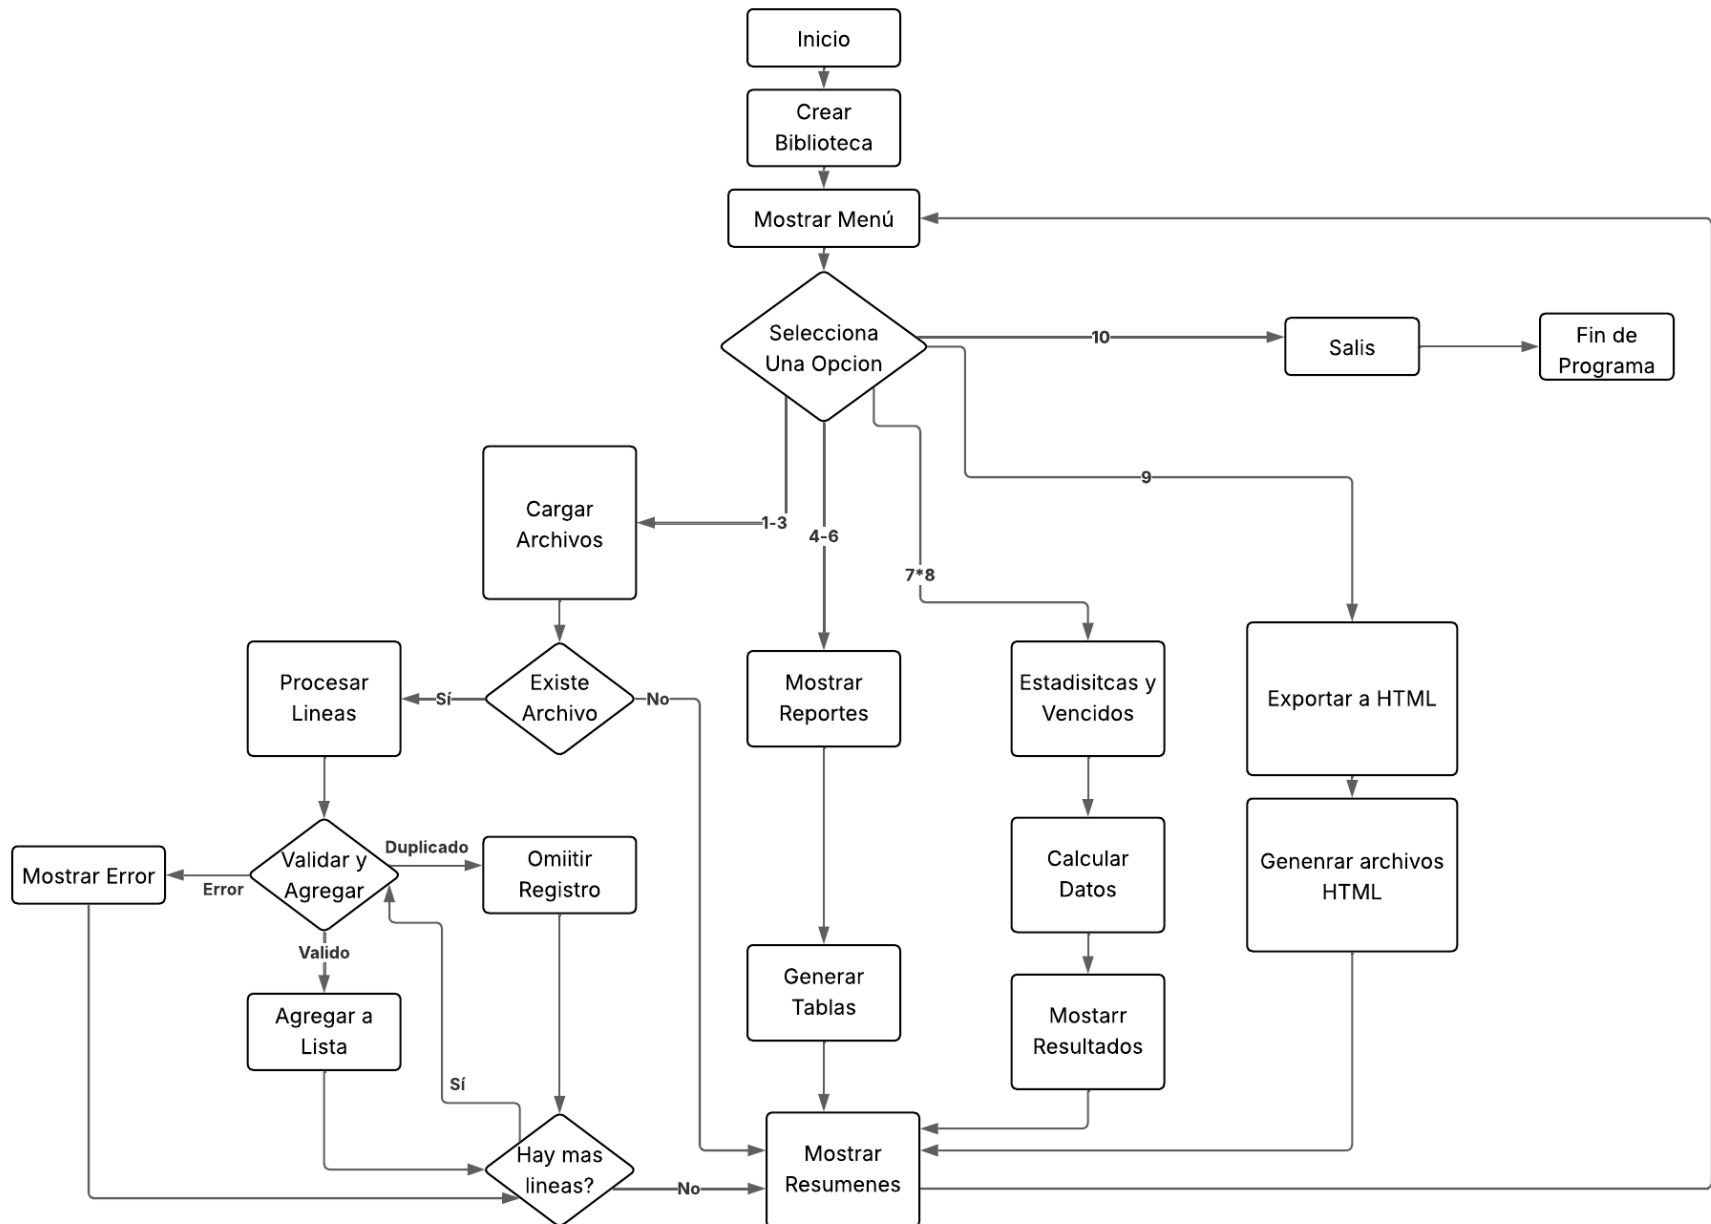 Inicio
Crear
Biblioteca
Mostrar Menú
Selecciona
Una Opcion
10
Salis
Fin de
Programa
9
Cargar
Archivos
1-3
4-6
7*8
Procesar
Lineas
Sí
Existe
Archivo
No
Mostrar
Reportes
Estadisitcas y
Vencidos
Exportar a HTML
Mostrar Error
Error
Validar y
Agregar
Duplicado
Omiitir
Registro
Calcular
Datos
Genenrar archivos
HTML
Valido
Agregar a
Lista
Generar
Tablas
Mostarr
Resultados
Sí
Hay mas
lineas?
No
Mostrar
Resumenes